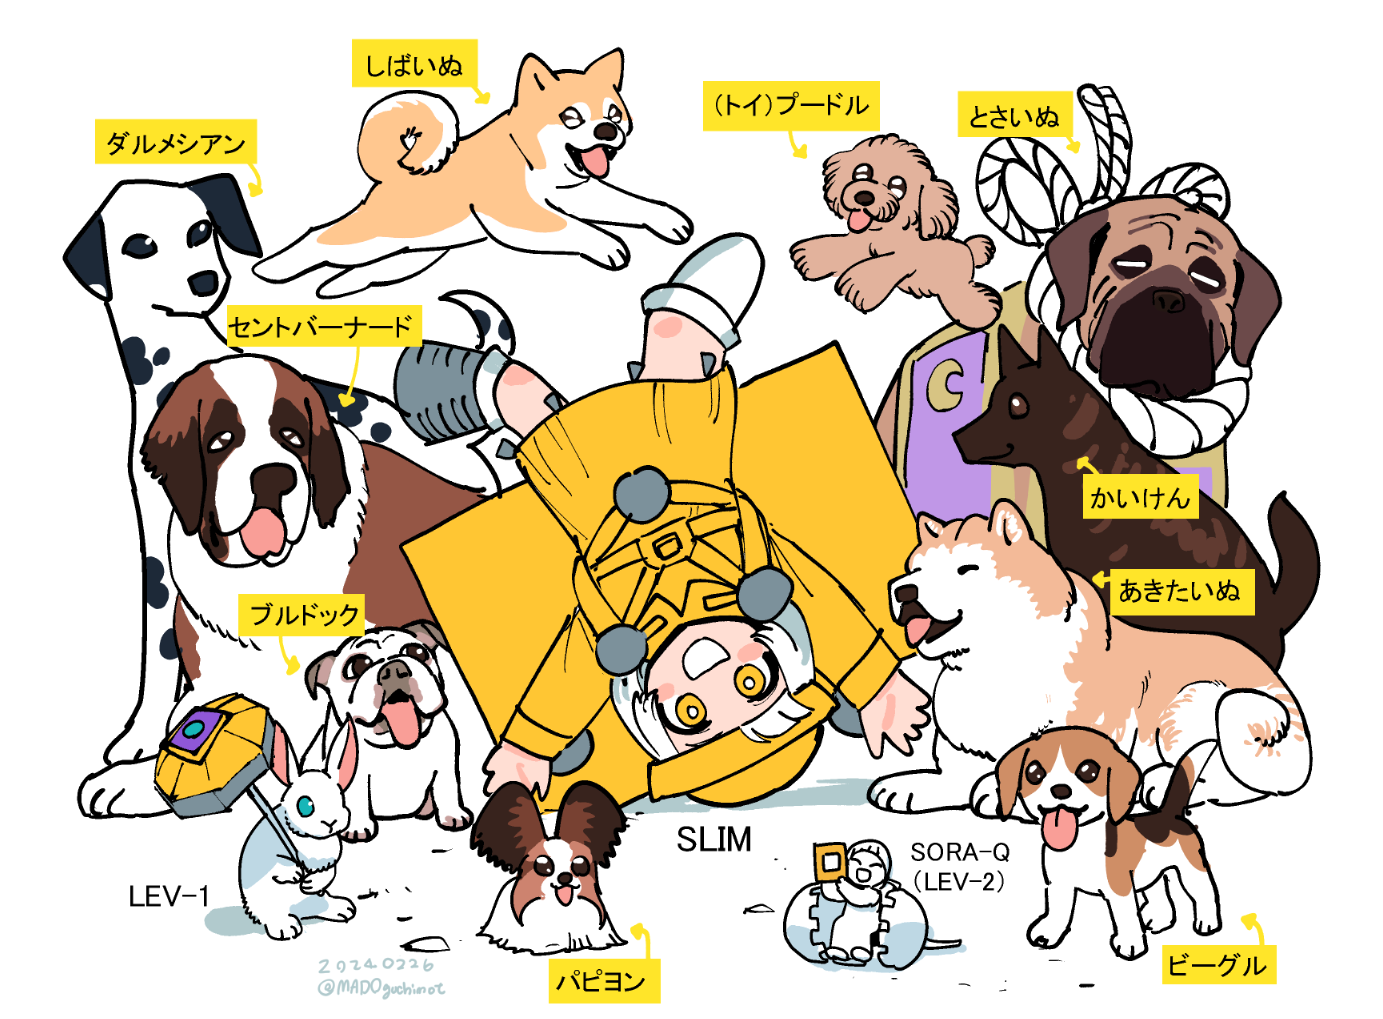 しばいぬ
(トイ)プードル
とさいぬ
ダルメシアン
セントバーナード
かいけん
あきたいぬ
ブルドック
SLIM
SORA-Q
(LEV-2)
LEV-1
ビーグル
パピヨン
20240226
@MADOguchimot